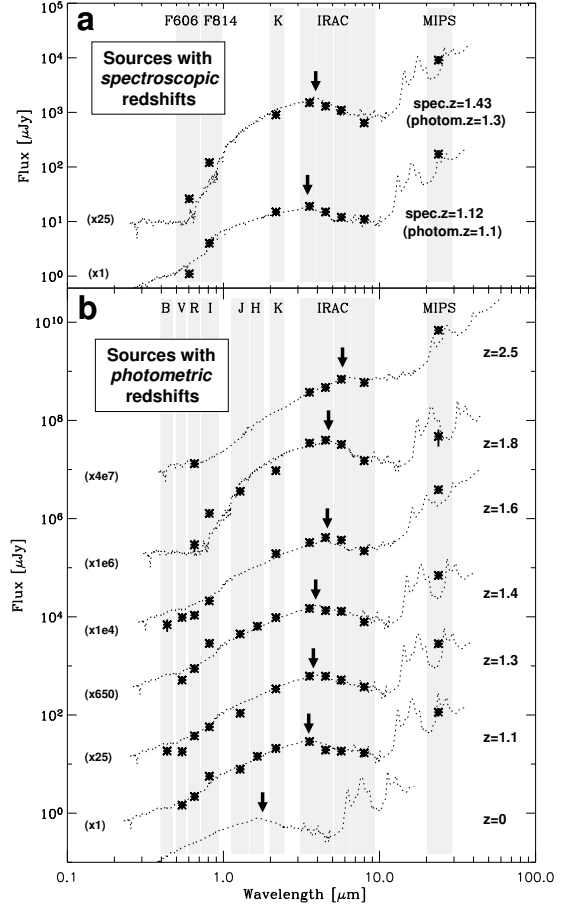 a
F606 F814 K IRAC MIPS
Sources with
spectroscopic
redshifts
10⁵
10⁴
10³
10²
10¹
10⁰
Flux [μJy]
spec.z=1.43
(photom.z=1.3)
spec.z=1.12
(photom.z=1.1)
(x25)
(x1)
b
B V R I J H K IRAC MIPS
Sources with
photometric
redshifts
10¹⁰
10⁸
10⁶
10⁴
10²
10⁰
Flux [μJy]
z=2.5
z=1.8
z=1.6
z=1.4
z=1.3
z=1.1
z=0
(x4e7)
(x1e6)
(x1e4)
(x650)
(x25)
(x1)
0.1 1.0 10.0 100.0
Wavelength [μm]